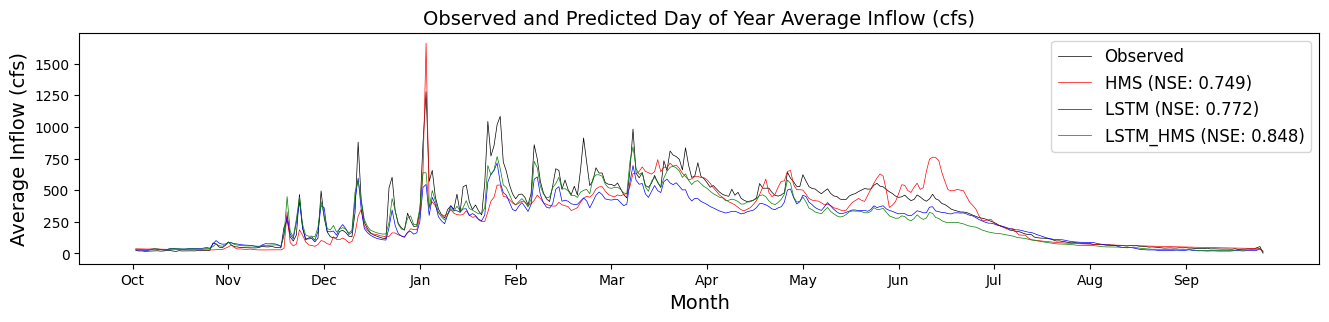 Observed and Predicted Day of Year Average Inflow (cfs)
Average Inflow (cfs)
1500
1250
1000
750
500
250
0
Observed
HMS (NSE: 0.749)
LSTM (NSE: 0.772)
LSTM_HMS (NSE: 0.848)
Oct Nov Dec Jan Feb Mar Apr May Jun Jul Aug Sep
Month